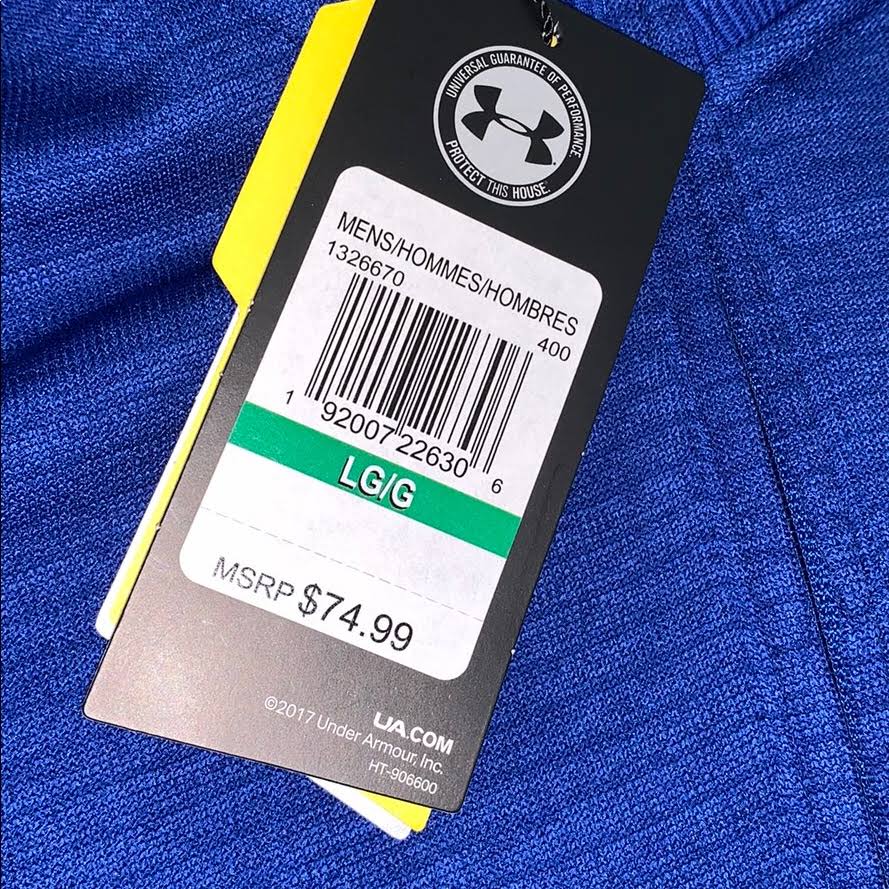 UNIVERSAL GUARANTEE OF PERFORMANCE.
PROTECT THIS HOUSE.
MENS/HOMMES/HOMBRES
1326670
400
1 92007 22630 6
LG/G
MSRP $74.99
UA.COM
©2017 Under Armour, Inc.
HT-906600